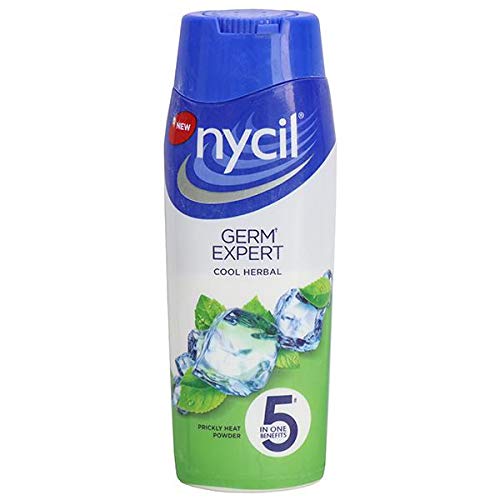 NEW
nycil®
GERM*
EXPERT
COOL HERBAL
PRICKLY HEAT
POWDER
5#
IN ONE
BENEFITS